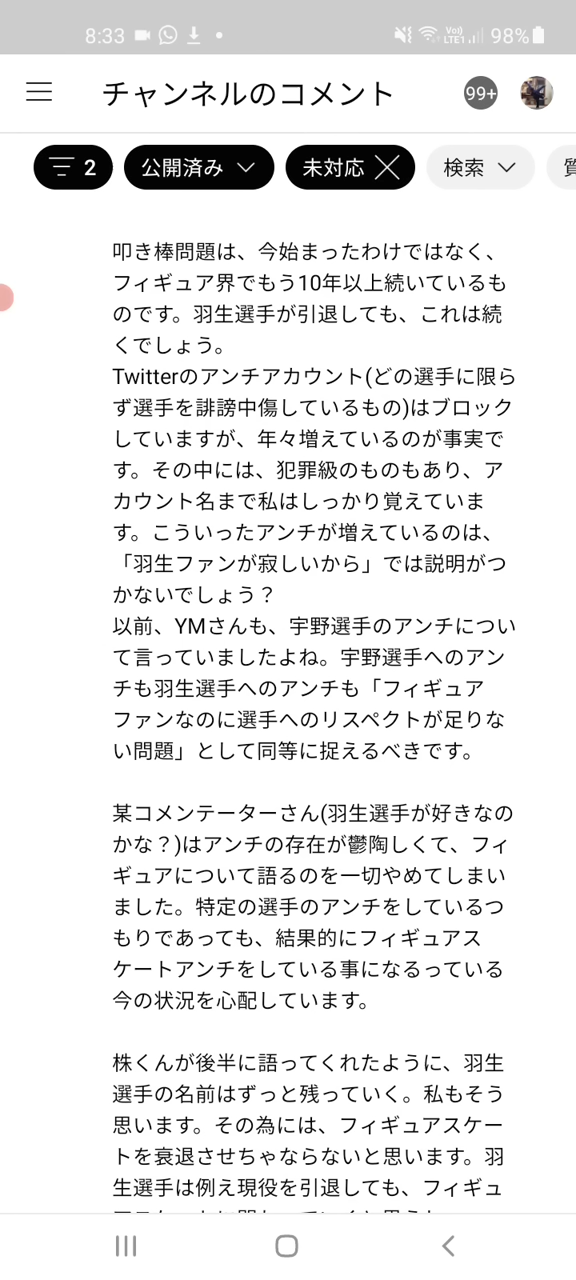 8:33
Vo)) LTE1 98%
チャンネルのコメント
99+
2 公開済み 未対応 検索
叩き棒問題は、今始まったわけではなく、
フィギュア界でもう10年以上続いているも
のです。羽生選手が引退しても、これは続
くでしょう。
Twitterのアンチアカウント(どの選手に限ら
ず選手を誹謗中傷しているもの)はブロック
していますが、年々増えているのが事実で
す。その中には、犯罪級のものもあり、ア
カウント名まで私はしっかり覚えていま
す。こういったアンチが増えているのは、
「羽生ファンが寂しいから」では説明がつ
かないでしょう？
以前、YMさんも、宇野選手のアンチについ
て言っていましたよね。宇野選手へのアン
チも羽生選手へのアンチも「フィギュア
ファンなのに選手へのリスペクトが足りな
い問題」として同等に捉えるべきです。
某コメンテーターさん(羽生選手が好きなの
かな？)はアンチの存在が鬱陶しくて、フィ
ギュアについて語るのを一切やめてしまい
ました。特定の選手のアンチをしているつ
もりであっても、結果的にフィギュアス
ケートアンチをしている事になるっている
今の状況を心配しています。
株くんが後半に語ってくれたように、羽生
選手の名前はずっと残っていく。私もそう
思います。その為には、フィギュアスケー
トを衰退させちゃならないと思います。羽
生選手は例え現役を引退しても、フィギュ